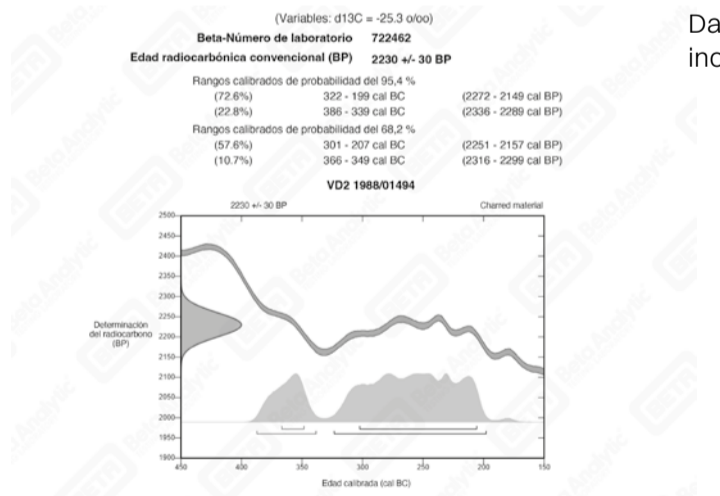 (Variables: d13C = -25.3 o/oo)
Beta-Número de laboratorio 722462
Edad radiocarbónica convencional (BP) 2230 +/- 30 BP
Rangos calibrados de probabilidad del 95,4 %
(72.6%) 322 - 199 cal BC (2272 - 2149 cal BP)
(22.8%) 386 - 339 cal BC (2336 - 2289 cal BP)
Rangos calibrados de probabilidad del 68,2 %
(57.6%) 301 - 207 cal BC (2251 - 2157 cal BP)
(10.7%) 366 - 349 cal BC (2316 - 2299 cal BP)
VD2 1988/01494
2230 +/- 30 BP Charred material
2500
2450
2400
2350
2300
2250
2200
2150
2100
2050
2000
1950
1900
Determinación
del radiocarbono
(BP)
450 400 350 300 250 200 150
Edad calibrada (cal BC)
Da
inc
Beta Analytic
BETA